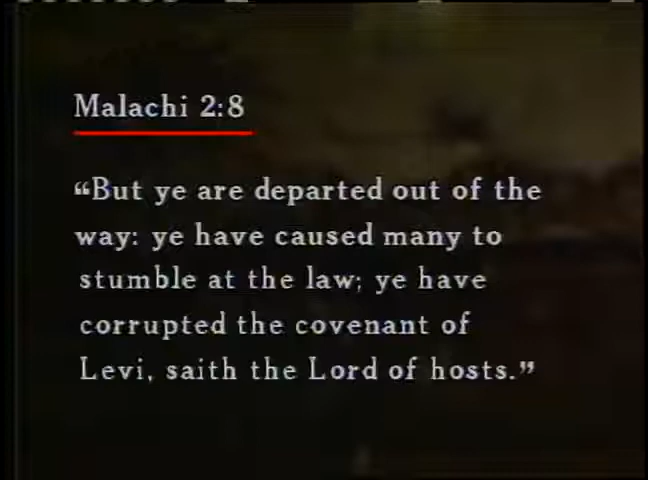 Malachi 2:8
“But ye are departed out of the
way: ye have caused many to
stumble at the law; ye have
corrupted the covenant of
Levi, saith the Lord of hosts.”